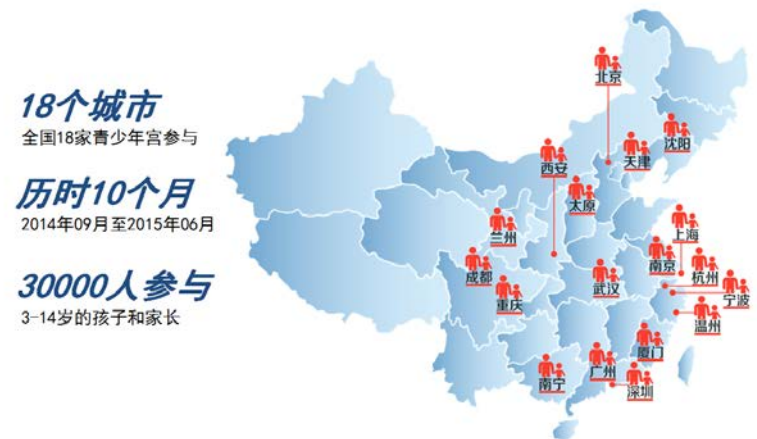 18个城市
全国18家青少年宫参与
历时10个月
2014年09月至2015年06月
30000人参与
3-14岁的孩子和家长
北京
沈阳
天津
西安
太原
兰州
上海
南京
杭州
成都
重庆
武汉
宁波
温州
厦门
广州
南宁
深圳